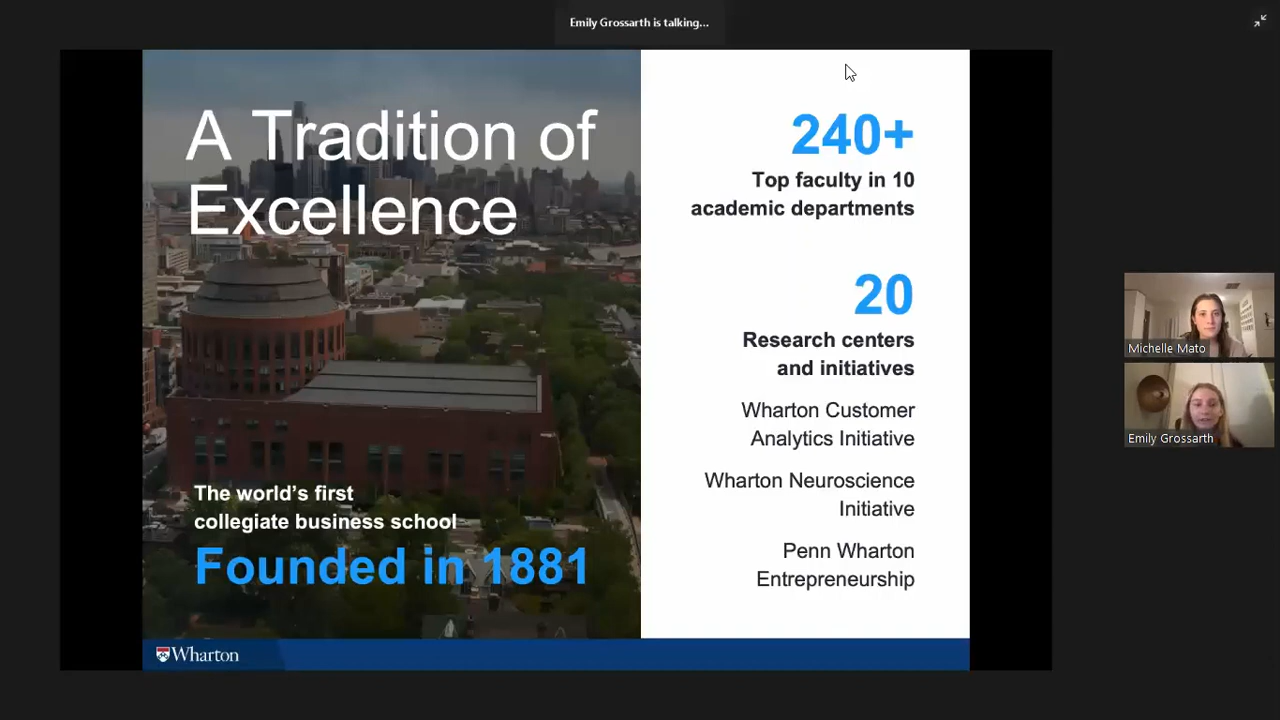 Emily Grossarth is talking...
A Tradition of
Excellence
The world's first
collegiate business school
Founded in 1881
Wharton
240+
Top faculty in 10
academic departments
20
Research centers
and initiatives
Wharton Customer
Analytics Initiative
Wharton Neuroscience
Initiative
Penn Wharton
Entrepreneurship
Michelle Mato
Emily Grossarth